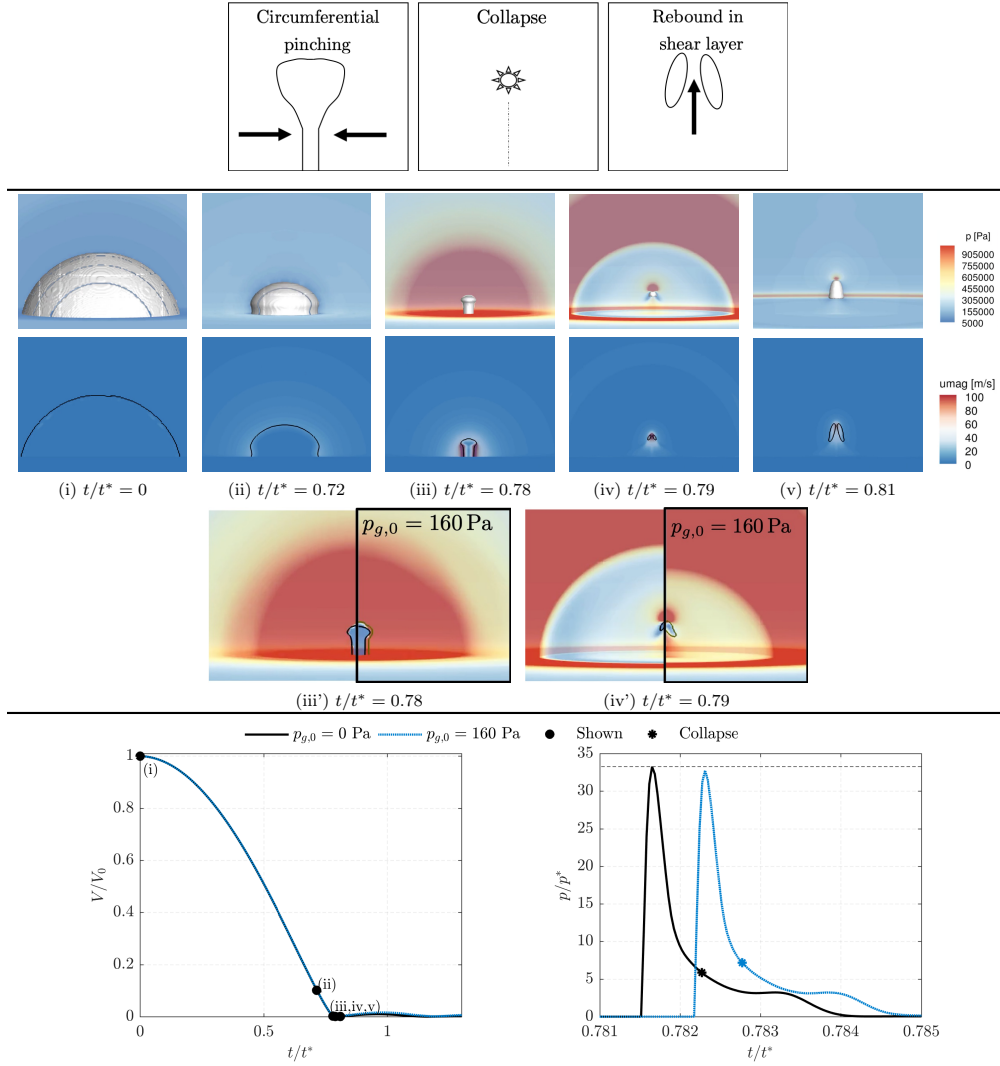 Circumferential
pinching
Collapse
Rebound in
shear layer
p [Pa]
905000
755000
605000
455000
305000
155000
5000
umag [m/s]
100
80
60
40
20
0
(i) t/t* = 0
(ii) t/t* = 0.72
(iii) t/t* = 0.78
(iv) t/t* = 0.79
(v) t/t* = 0.81
p_{g,0} = 160 Pa
p_{g,0} = 160 Pa
(iii') t/t* = 0.78
(iv') t/t* = 0.79
p_{g,0} = 0 Pa
p_{g,0} = 160 Pa
Shown
Collapse
1
0.8
0.6
0.4
0.2
0
V/V_0
(i)
(ii)
(iii,iv,v)
0
0.5
1
t/t*
35
30
25
20
15
10
5
0
p/p*
0.781
0.782
0.783
0.784
0.785
t/t*